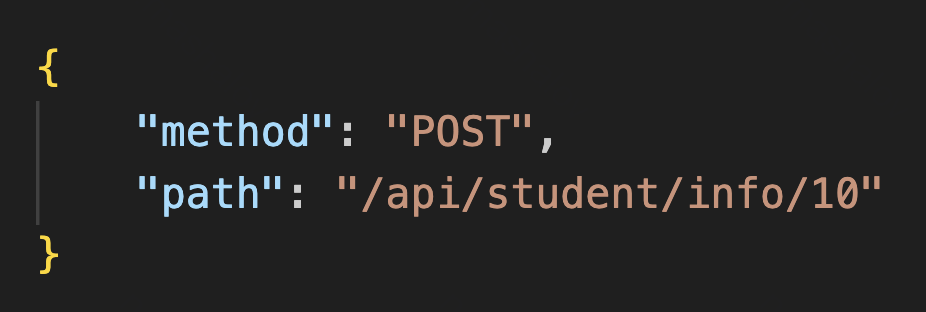 {
    "method": "POST",
    "path": "/api/student/info/10"
}